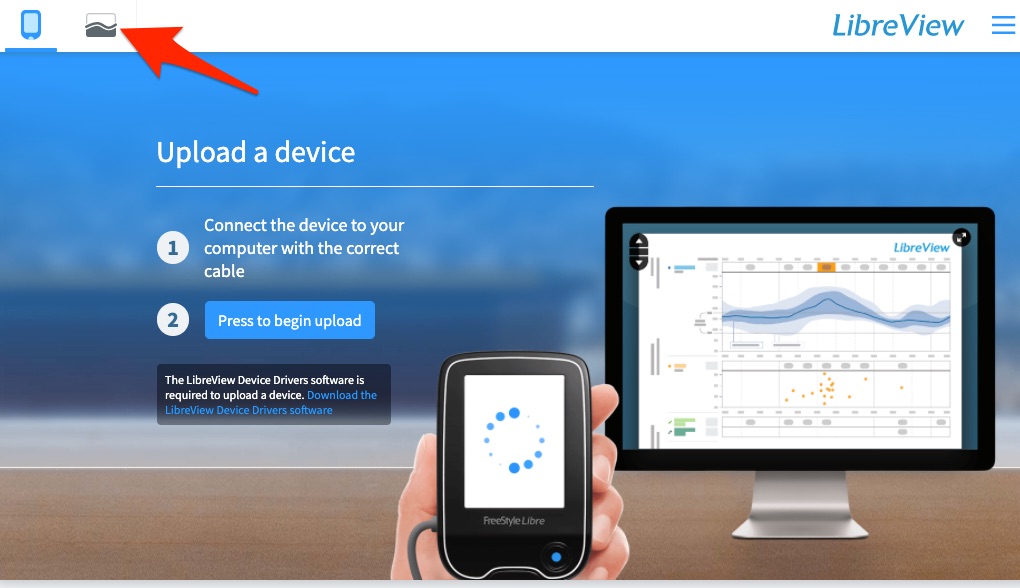 LibreView
Upload a device
1
Connect the device to your
computer with the correct
cable
2
Press to begin upload
The LibreView Device Drivers software is
required to upload a device. Download the
LibreView Device Drivers software
LibreView
FreeStyle Libre